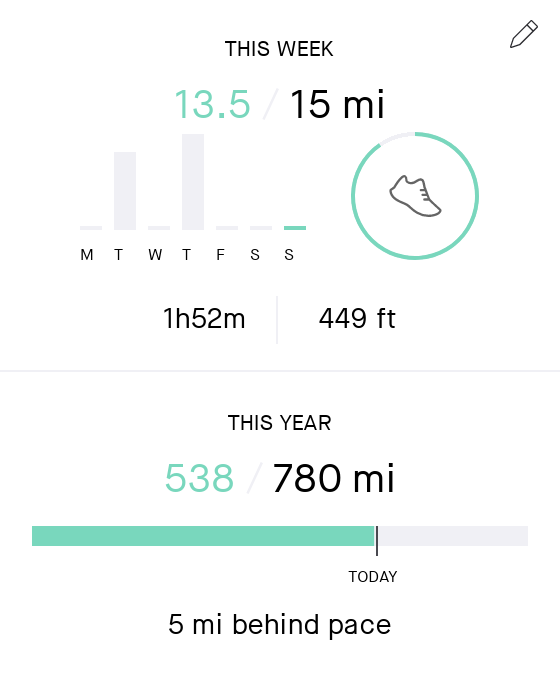 THIS WEEK
13.5 / 15 mi
M T W T F S S
1h52m 449 ft
THIS YEAR
538 / 780 mi
TODAY
5 mi behind pace